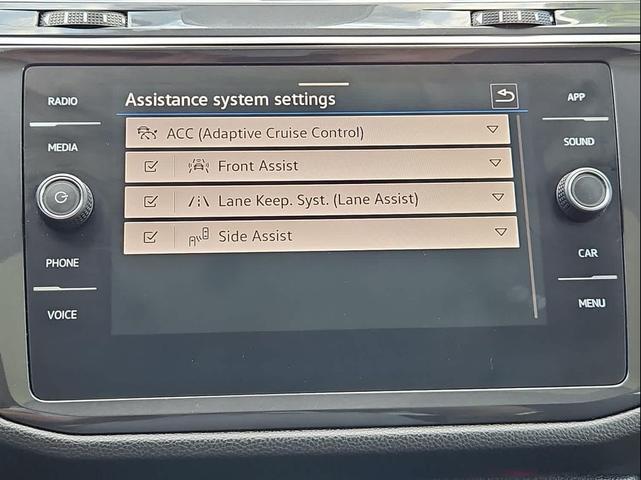 RADIO
MEDIA
PHONE
VOICE
Assistance system settings
ACC (Adaptive Cruise Control)
Front Assist
Lane Keep. Syst. (Lane Assist)
Side Assist
APP
SOUND
CAR
MENU